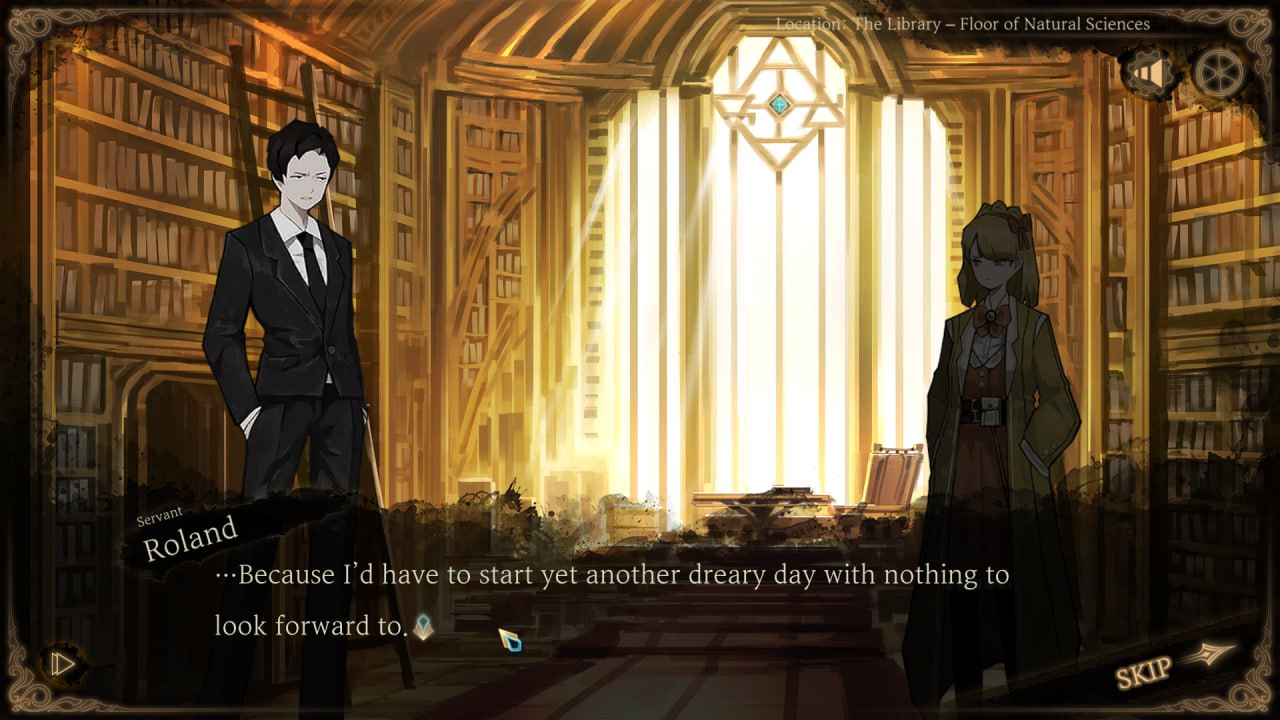 Location: The Library – Floor of Natural Sciences
Servant
Roland
…Because I’d have to start yet another dreary day with nothing to
look forward to.
SKIP